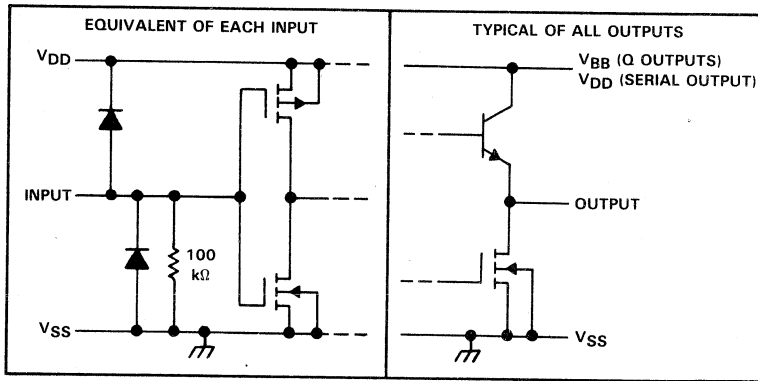 EQUIVALENT OF EACH INPUT
VDD
INPUT
100
kΩ
VSS
TYPICAL OF ALL OUTPUTS
VBB (Q OUTPUTS)
VDD (SERIAL OUTPUT)
OUTPUT
VSS